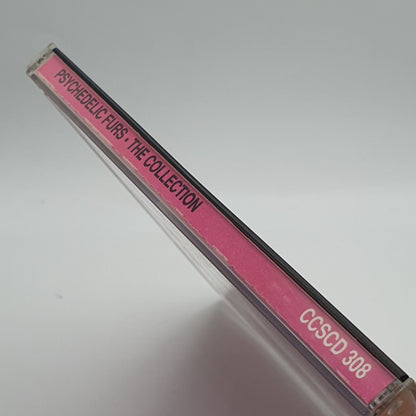 PSYCHEDELIC FURS • THE COLLECTION
CCSCD 308